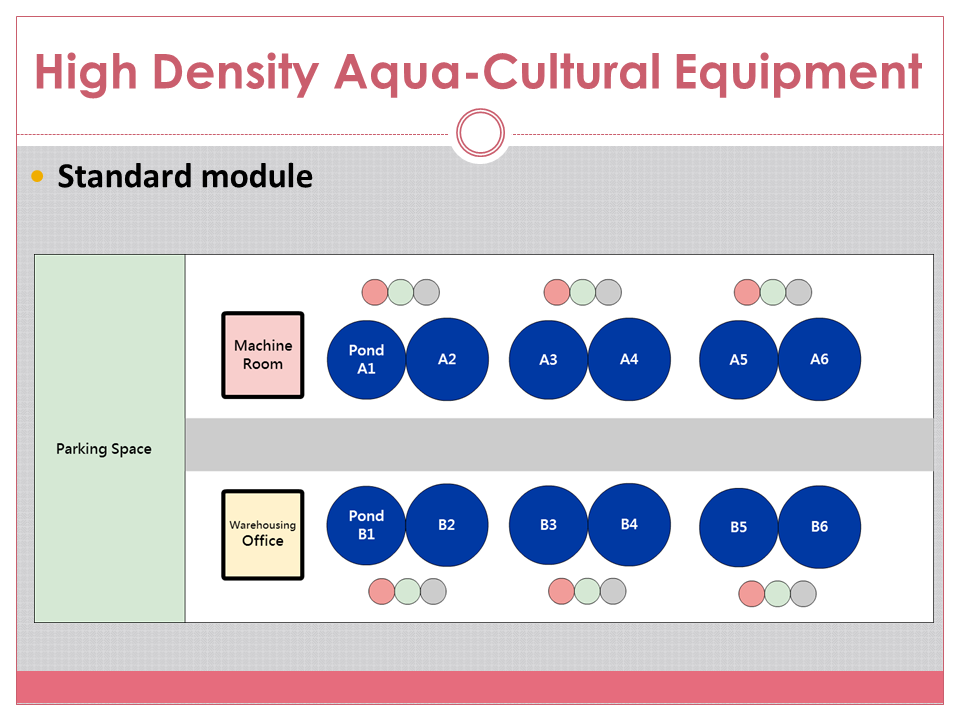 High Density Aqua-Cultural Equipment
Standard module
Machine
Room
Pond
A1
A2
A3
A4
A5
A6
Parking Space
Warehousing
Office
Pond
B1
B2
B3
B4
B5
B6